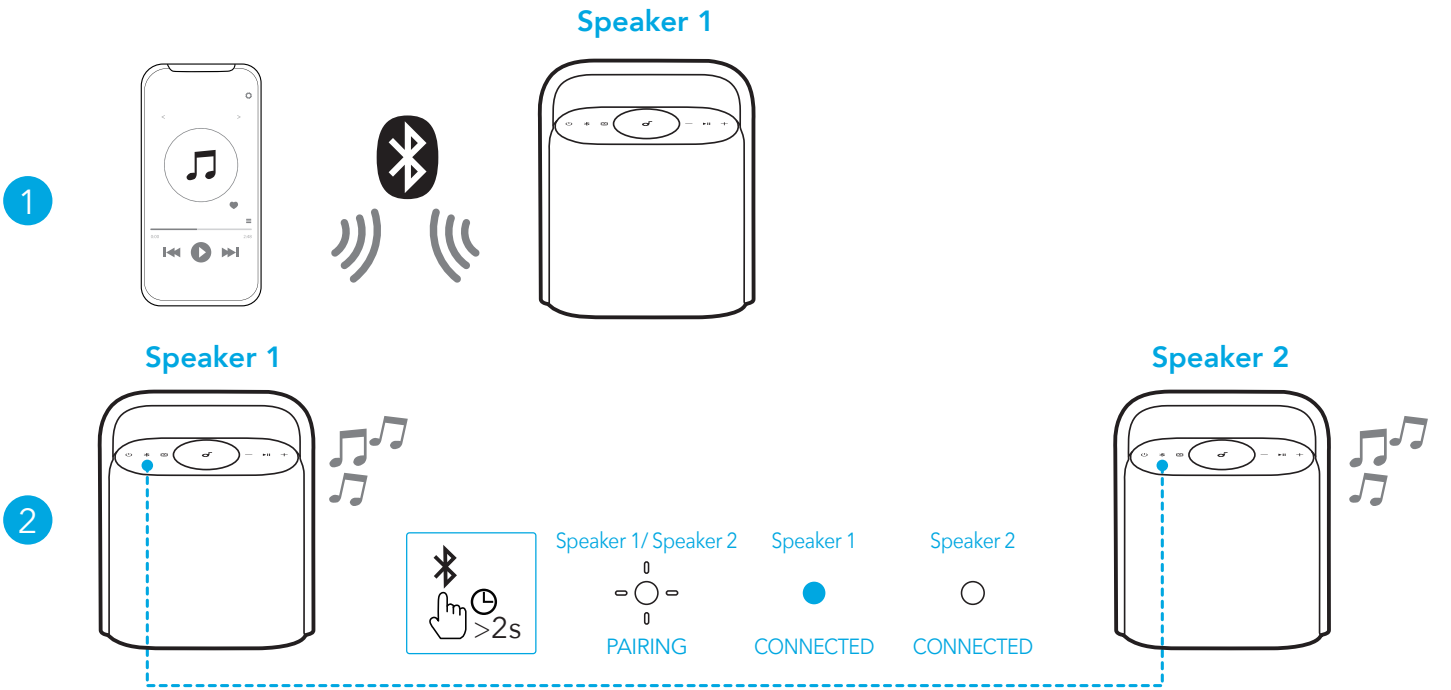 Speaker 1
1
Speaker 1
Speaker 2
2
Speaker 1/ Speaker 2
Speaker 1
Speaker 2
>2s
PAIRING
CONNECTED
CONNECTED